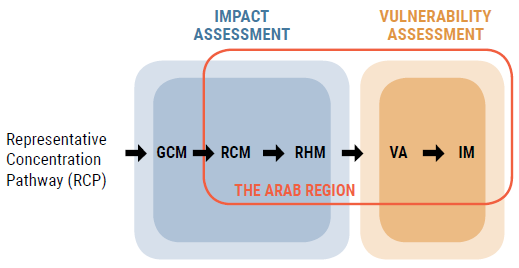 IMPACT
ASSESSMENT
VULNERABILITY
ASSESSMENT
Representative
Concentration
Pathway (RCP)
GCM RCM RHM VA IM
THE ARAB REGION